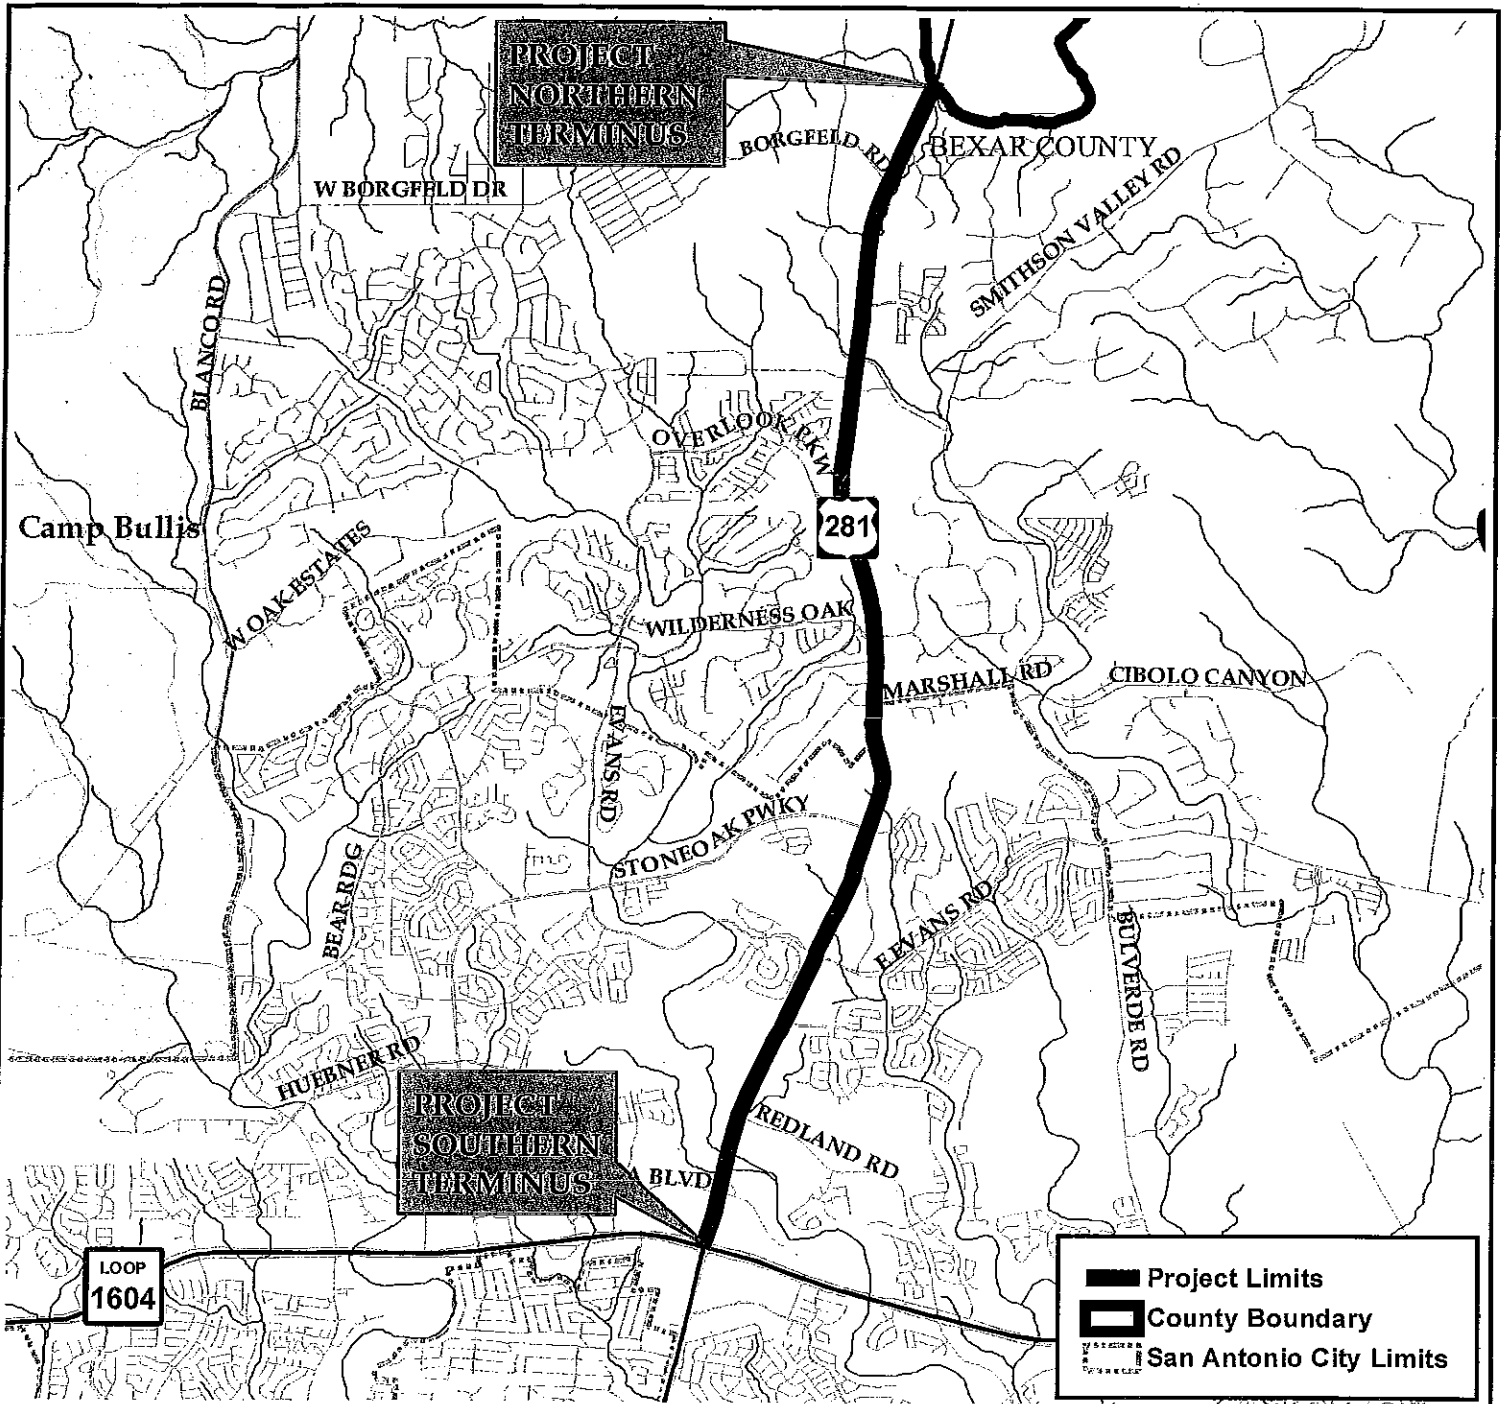 PROJECT
NORTHERN
TERMINUS
BORGFELD RD
BEXAR COUNTY
W BORGFELD DR
SMITHSON VALLEY RD
BLANCO RD
OVERLOOK PKW
Camp Bullis
281
W OAK ESTATES
WILDERNESS OAK
MARSHALL RD
CIBOLO CANYON
EVANS RD
STONEOAK PWKY
BEAR RDG
E EVANS RD
BULVERDE RD
HUEBNER RD
PROJECT
SOUTHERN
TERMINUS
REDLAND RD
BLVD
LOOP
1604
Project Limits
County Boundary
San Antonio City Limits